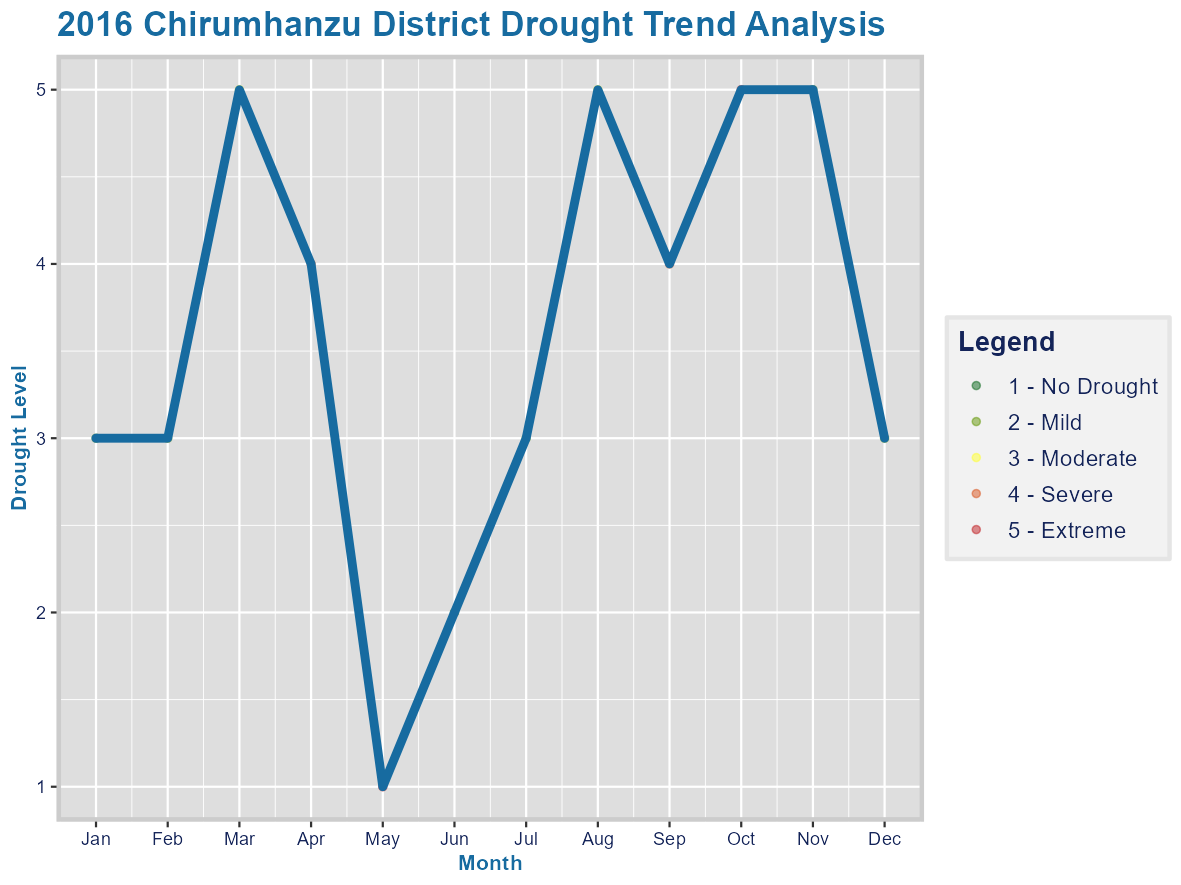 2016 Chirumhanzu District Drought Trend Analysis
Drought Level
5
4
3
2
1
Jan Feb Mar Apr May Jun Jul Aug Sep Oct Nov Dec
Month
Legend
1 - No Drought
2 - Mild
3 - Moderate
4 - Severe
5 - Extreme